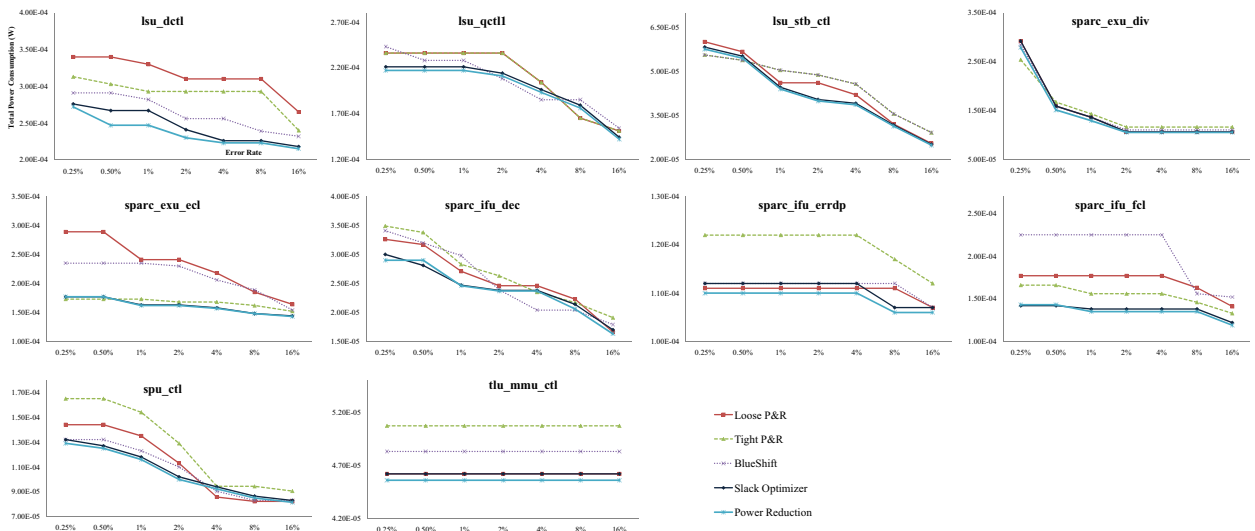 lsu_dctl
Total Power Consumption (W)
4.00E-04
3.50E-04
3.00E-04
2.50E-04
2.00E-04
Error Rate
0.25% 0.50% 1% 2% 4% 8% 16%
lsu_qctl1
2.70E-04
2.20E-04
1.70E-04
1.20E-04
0.25% 0.50% 1% 2% 4% 8% 16%
lsu_stb_ctl
6.50E-05
5.00E-05
3.50E-05
2.00E-05
0.25% 0.50% 1% 2% 4% 8% 16%
sparc_exu_div
3.50E-04
2.50E-04
1.50E-04
5.00E-05
0.25% 0.50% 1% 2% 4% 8% 16%
sparc_exu_ecl
3.50E-04
3.00E-04
2.50E-04
2.00E-04
1.50E-04
1.00E-04
0.25% 0.50% 1% 2% 4% 8% 16%
sparc_ifu_dec
4.00E-05
3.50E-05
3.00E-05
2.50E-05
2.00E-05
1.50E-05
0.25% 0.50% 1% 2% 4% 8% 16%
sparc_ifu_errdp
1.30E-04
1.20E-04
1.10E-04
1.00E-04
0.25% 0.50% 1% 2% 4% 8% 16%
sparc_ifu_fcl
2.50E-04
2.00E-04
1.50E-04
1.00E-04
0.25% 0.50% 1% 2% 4% 8% 16%
spu_ctl
1.70E-04
1.50E-04
1.30E-04
1.10E-04
9.00E-05
7.00E-05
0.25% 0.50% 1% 2% 4% 8% 16%
tlu_mmu_ctl
5.20E-05
4.70E-05
4.20E-05
0.25% 0.50% 1% 2% 4% 8% 16%
Loose P&R
Tight P&R
BlueShift
Slack Optimizer
Power Reduction